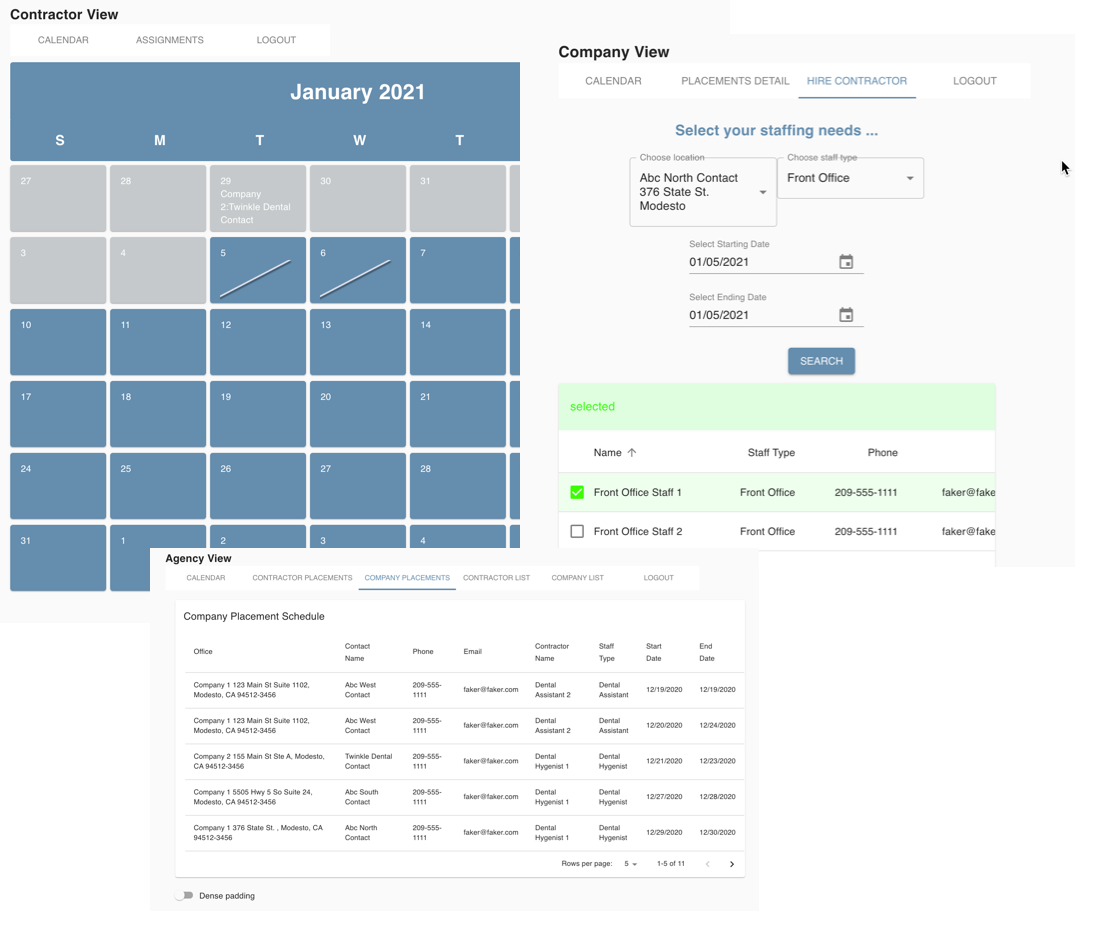 Contractor View
CALENDAR ASSIGNMENTS LOGOUT
January 2021
S M T W T
27 28 29 30 31
Company
2:Twinkle Dental
Contact
3 4 5 6 7
10 11 12 13 14
17 18 19 20 21
24 25 26 27 28
31 1 2 3 4
Company View
CALENDAR PLACEMENTS DETAIL HIRE CONTRACTOR LOGOUT
Select your staffing needs ...
Choose location Choose staff type
Abc North Contact Front Office
376 State St.
Modesto
Select Starting Date
01/05/2021
Select Ending Date
01/05/2021
SEARCH
selected
Name Staff Type Phone
Front Office Staff 1 Front Office 209-555-1111 faker@fake
Front Office Staff 2 Front Office 209-555-1111 faker@fake
Agency View
CALENDAR CONTRACTOR PLACEMENTS COMPANY PLACEMENTS CONTRACTOR LIST COMPANY LIST LOGOUT
Company Placement Schedule
Office Contact Phone Email Contractor Staff Start End
Name Name Type Date Date
Company 1 123 Main St Suite 1102, Abc West 209-555- faker@faker.com Dental Dental 12/19/2020 12/19/2020
Modesto, CA 94512-3456 Contact 1111 Assistant 2 Assistant
Company 1 123 Main St Suite 1102, Abc West 209-555- faker@faker.com Dental Dental 12/20/2020 12/24/2020
Modesto, CA 94512-3456 Contact 1111 Assistant 2 Assistant
Company 2 155 Main St Ste A, Modesto, Twinkle Dental 209-555- faker@faker.com Dental Dental 12/21/2020 12/23/2020
CA 94512-3456 Contact 1111 Hygenist 1 Hygenist
Company 1 5505 Hwy 5 So Suite 24, Abc South 209-555- faker@faker.com Dental Dental 12/27/2020 12/28/2020
Modesto, CA 94512-3456 Contact 1111 Hygenist 1 Hygenist
Company 1 376 State St. , Modesto, CA Abc North 209-555- faker@faker.com Dental Dental 12/29/2020 12/30/2020
94512-3456 Contact 1111 Hygenist 1 Hygenist
Rows per page: 5 1-5 of 11
Dense padding